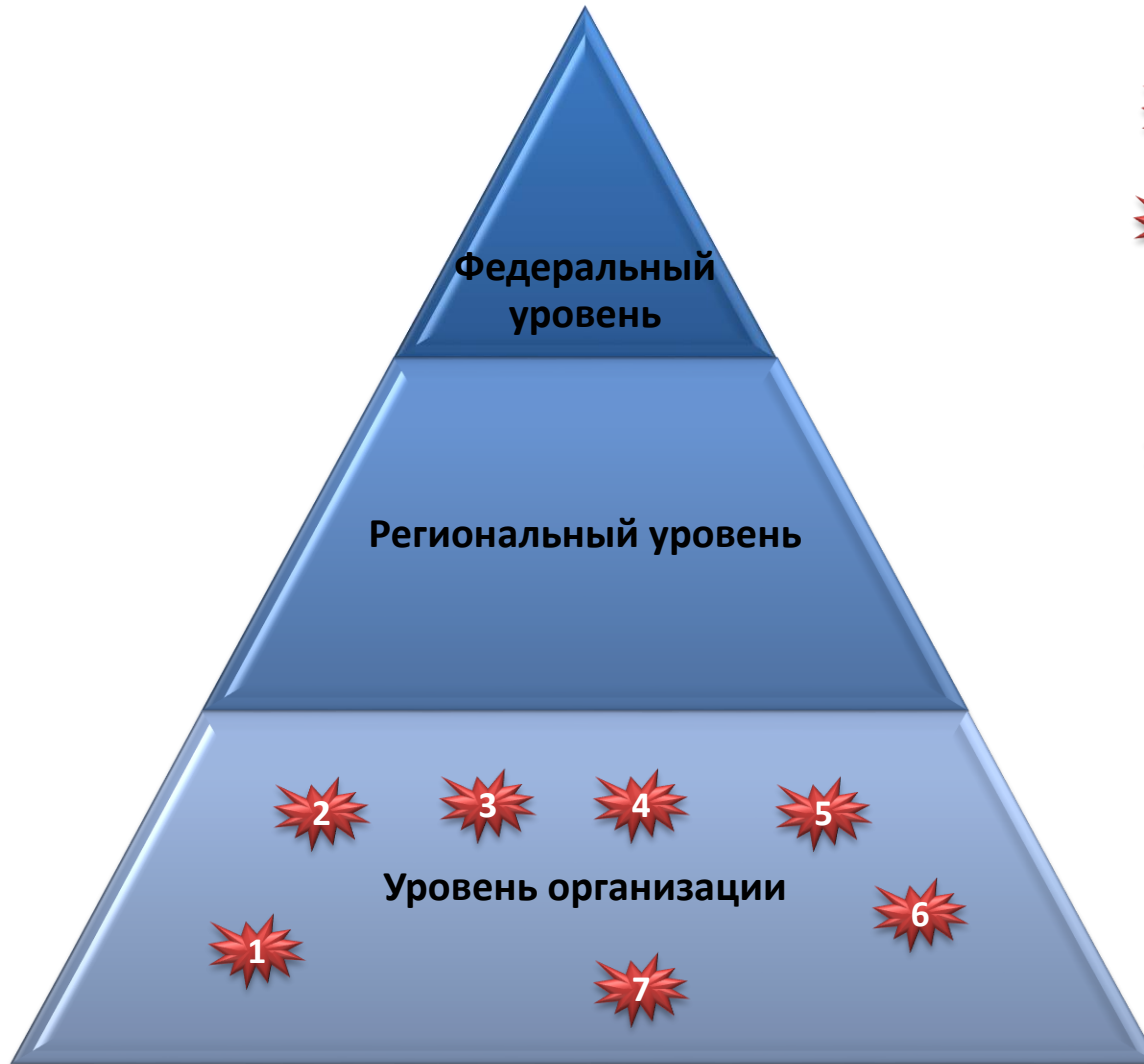 Федеральный
уровень
Региональный уровень
2 3 4 5
Уровень организации
6
1
7